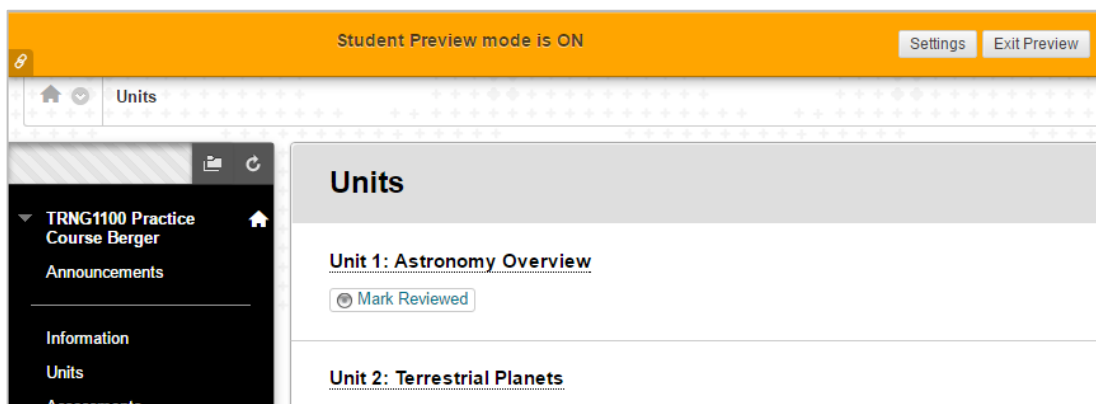 Student Preview mode is ON
Settings
Exit Preview
Units
TRNG1100 Practice
Course Berger
Announcements
Information
Units
Assessments
Units
Unit 1: Astronomy Overview
Mark Reviewed
Unit 2: Terrestrial Planets